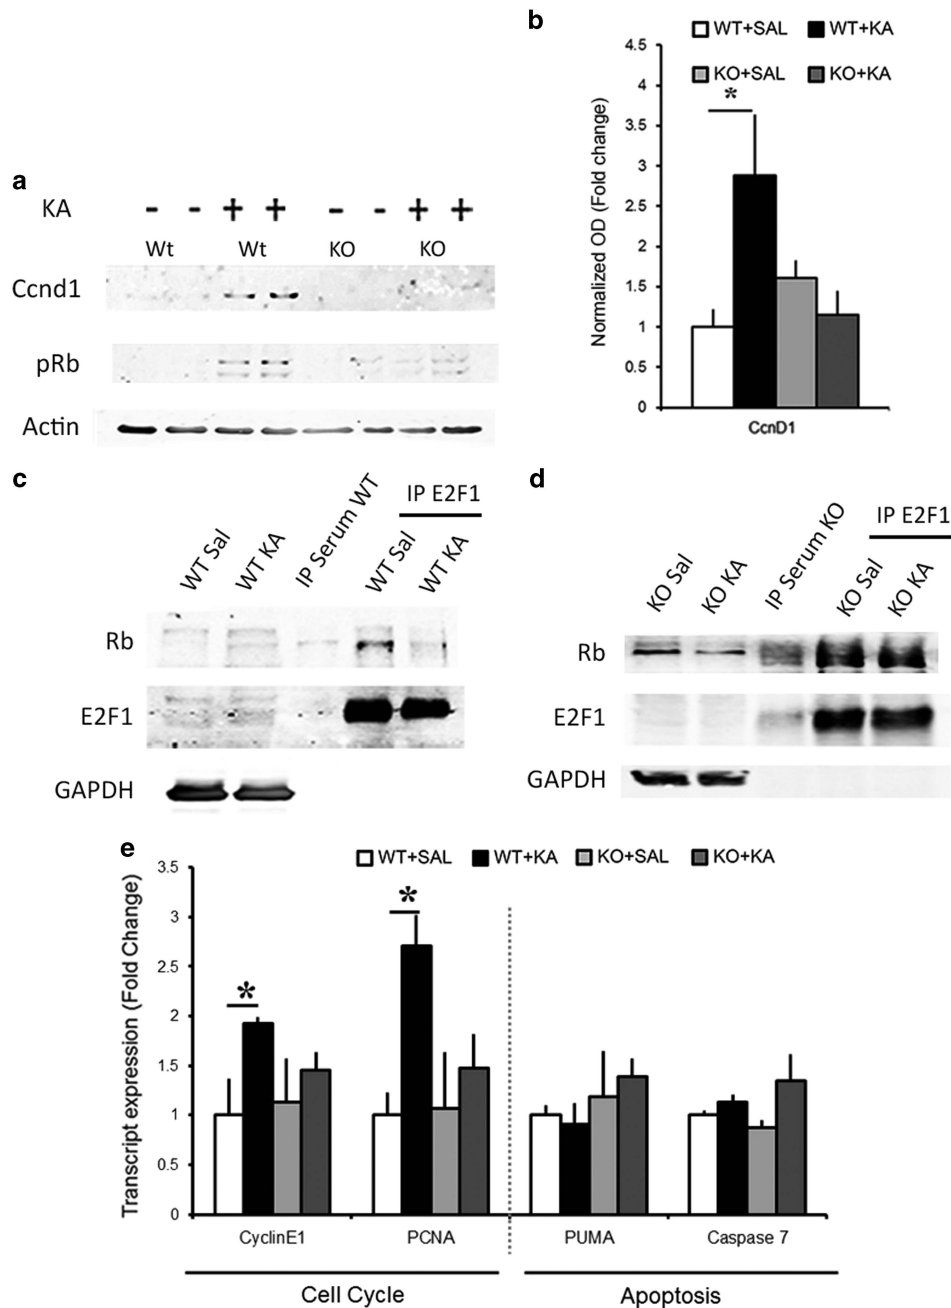 a
KA - - + + - - + +
Wt Wt KO KO
Ccnd1
pRb
Actin
b
WT+SAL WT+KA
KO+SAL KO+KA
Normalized OD (Fold change)
4.5
4
3.5
3
2.5
2
1.5
1
0.5
0
*
CcnD1
c
IP E2F1
WT Sal WT KA IP Serum WT WT Sal WT KA
Rb
E2F1
GAPDH
d
IP E2F1
KO Sal KO KA IP Serum KO KO Sal KO KA
Rb
E2F1
GAPDH
e
WT+SAL WT+KA KO+SAL KO+KA
Transcript expression (Fold Change)
3.5
3
2.5
2
1.5
1
0.5
0
* *
CyclinE1 PCNA PUMA Caspase 7
Cell Cycle Apoptosis